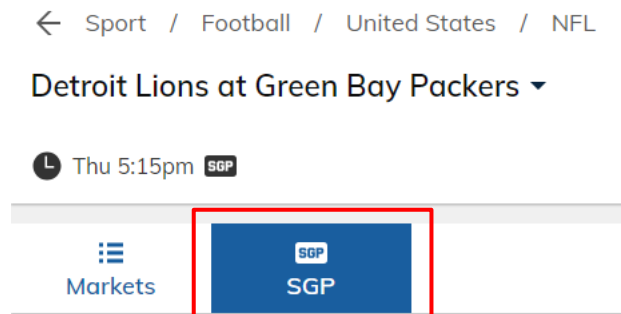 Sport / Football / United States / NFL
Detroit Lions at Green Bay Packers
Thu 5:15pm SGP
SGP
Markets SGP